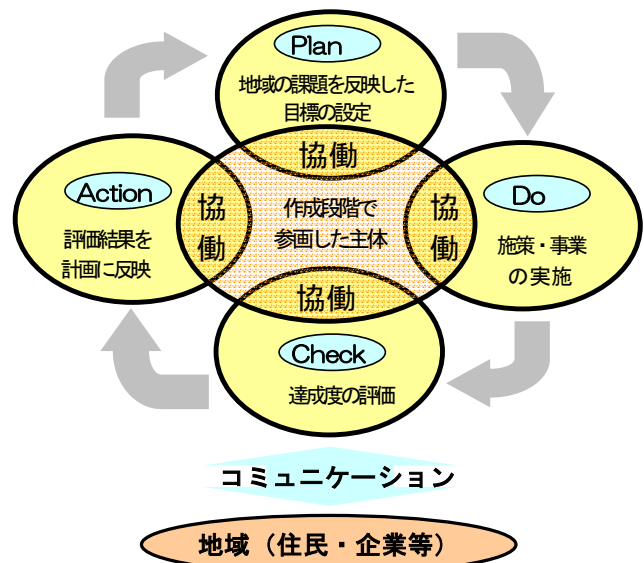 Plan
地域の課題を反映した
目標の設定
協働
Action
評価結果を
計画に反映
協
働
作成段階で
参画した主体
協
働
Do
施策・事業
の実施
協働
Check
達成度の評価
コミュニケーション
地域（住民・企業等）